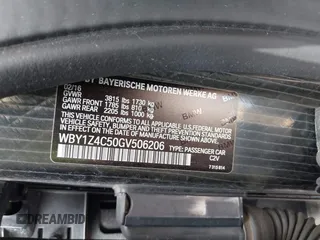 BAYERISCHE MOTOREN WERKE AG
02/16
GVWR 3815 lbs 1730 kg
GAWR FRONT 1785 lbs 810 kg
GAWR REAR 2205 lbs 1000 kg
THIS VEHICLE CONFORMS TO ALL APPLICABLE U.S. FEDERAL MOTOR
VEHICLE SAFETY, BUMPER, AND THEFT PREVENTION STANDARDS IN
EFFECT ON THE DATE OF MANUFACTURE SHOWN ABOVE.
WBY1Z4C50GV506206
TYPE: PASSENGER CAR
C2V
DREAMBID